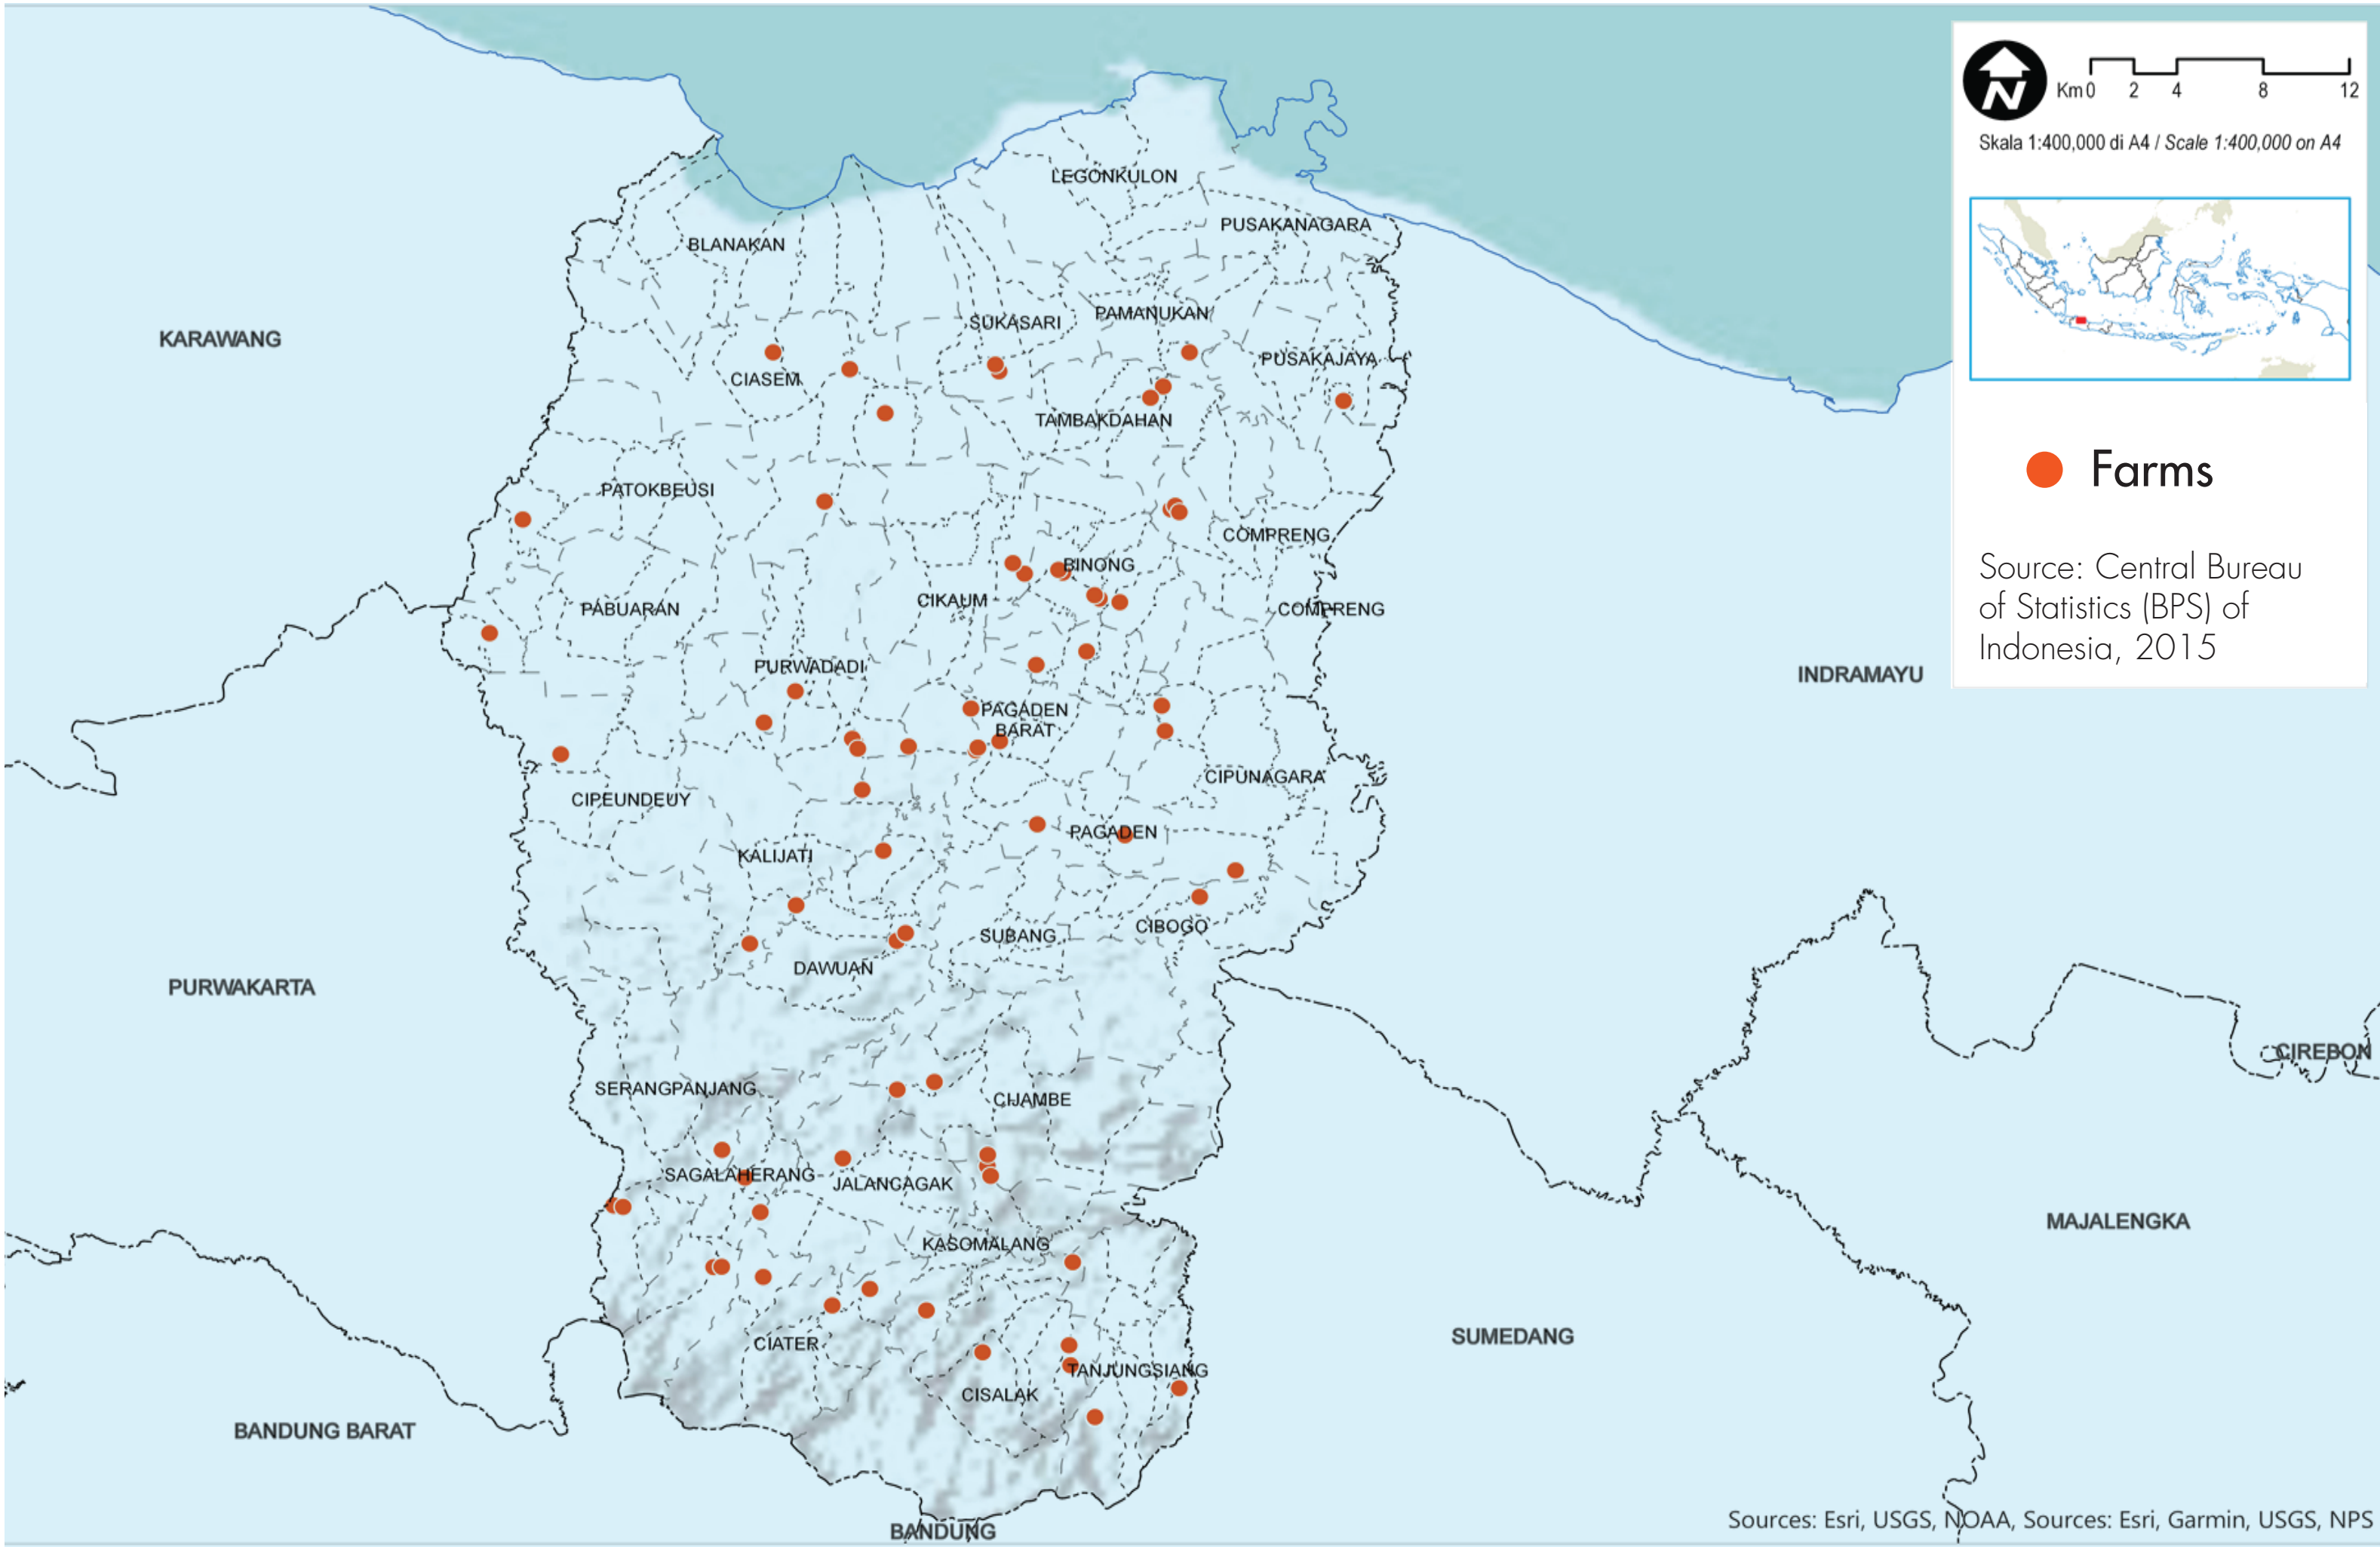 N
Km 0 2 4 8 12
Skala 1:400,000 di A4 / Scale 1:400,000 on A4
LEGONKULON
PUSAKANAGARA
BLANAKAN
PAMANUKAN
SUKASARI
KARAWANG
PUSAKAJAYA
CIASEM
TAMBAKDAHAN
Farms
PATOKBEUSI
COMPRENG
BINONG
Source: Central Bureau
of Statistics (BPS) of
Indonesia, 2015
CIKAUM
PABUARAN
COMPRENG
PURWADADI
INDRAMAYU
PAGADEN
BARAT
CIPUNAGARA
CIPEUNDEUY
PAGADEN
KALIJATI
CIBOGO
SUBANG
DAWUAN
PURWAKARTA
CIREBON
SERANGPANJANG
CIJAMBE
SAGALAHERANG
JALANCAGAK
MAJALENGKA
KASOMALANG
SUMEDANG
CIATER
TANJUNGSIANG
CISALAK
BANDUNG BARAT
Sources: Esri, USGS, NOAA, Sources: Esri, Garmin, USGS, NPS
BANDUNG